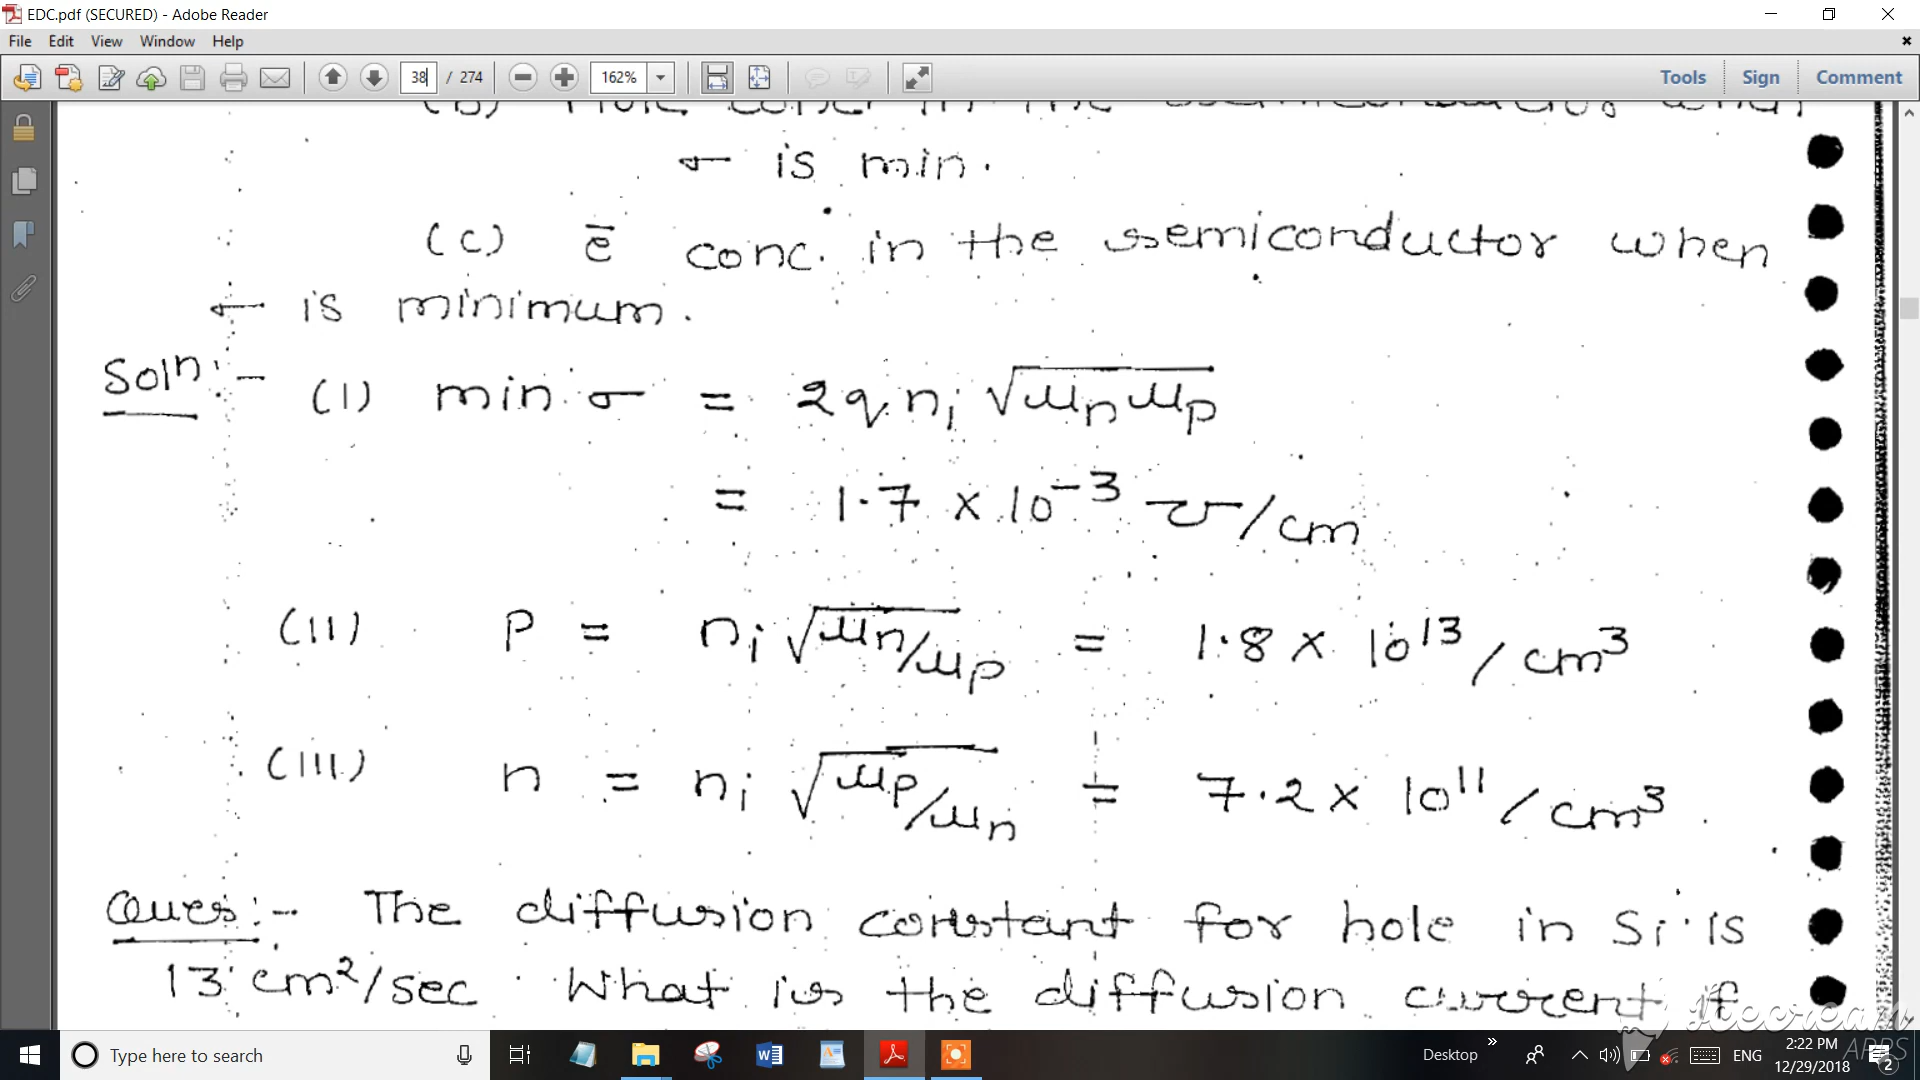 EDC.pdf (SECURED) - Adobe Reader
File Edit View Window Help
38 / 274 162% Tools Sign Comment
σ is min.
(c) ē conc. in the semiconductor when
σ is minimum.
Soln:- (I) min σ = 2q ni √μnμp
= 1.7 × 10⁻³ ℧/cm
(II) P = ni √μn/μp = 1.8 × 10¹³/cm³
(III) n = ni √μp/μn = 7.2 × 10¹¹/cm³.
Ques:- The diffusion constant for hole in Si is
13 cm²/sec. What is the diffusion current if
Icecream
APPS
Type here to search Desktop » ENG 2:22 PM
12/29/2018 2